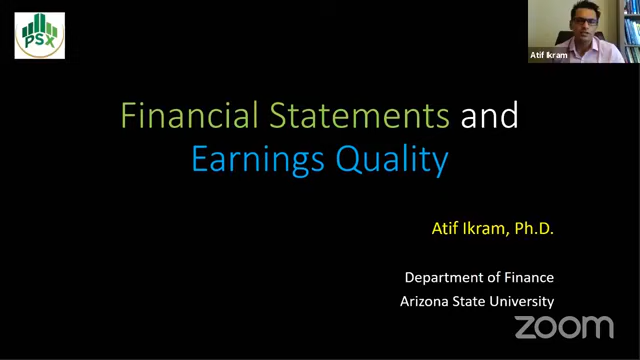 PSX
Atif Ikram
Financial Statements and
Earnings Quality
Atif Ikram, Ph.D.
Department of Finance
Arizona State University
zoom